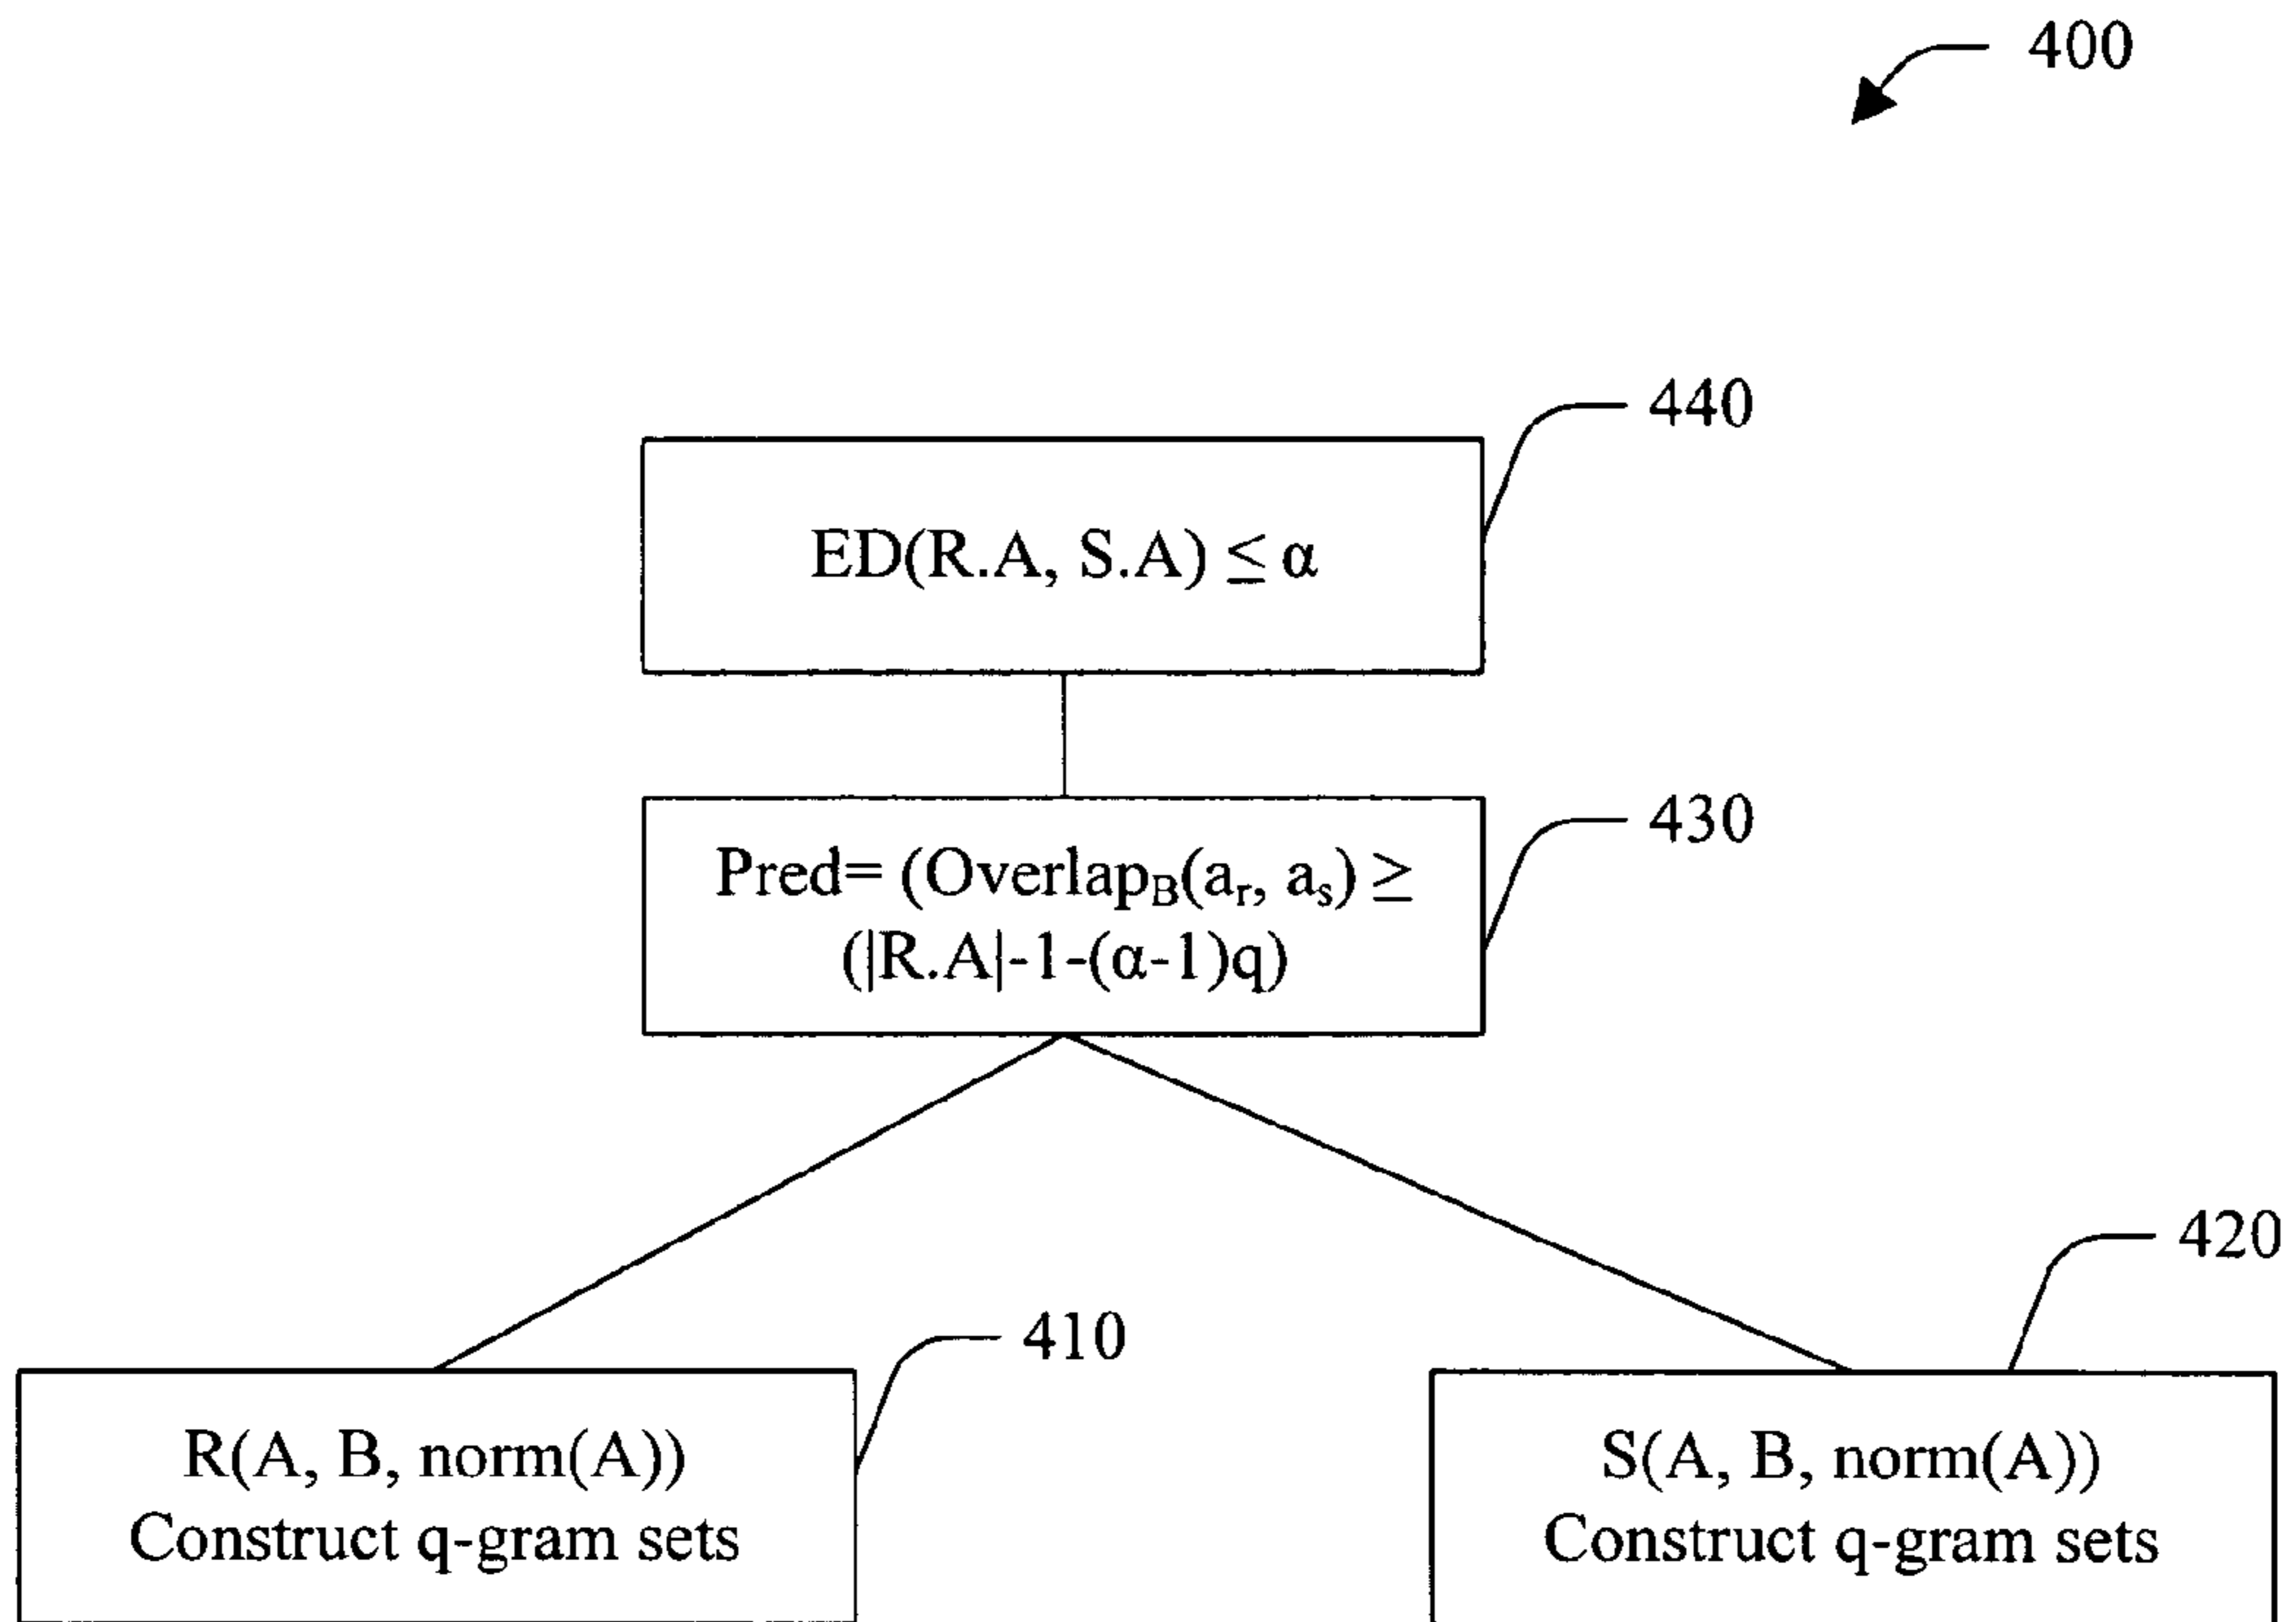 400
440
ED(R.A, S.A) ≤ α
430
Pred= (Overlap_B(a_r, a_s) ≥
(|R.A|-1-(α-1)q)
420
410
R(A, B, norm(A))
Construct q-gram sets
S(A, B, norm(A))
Construct q-gram sets